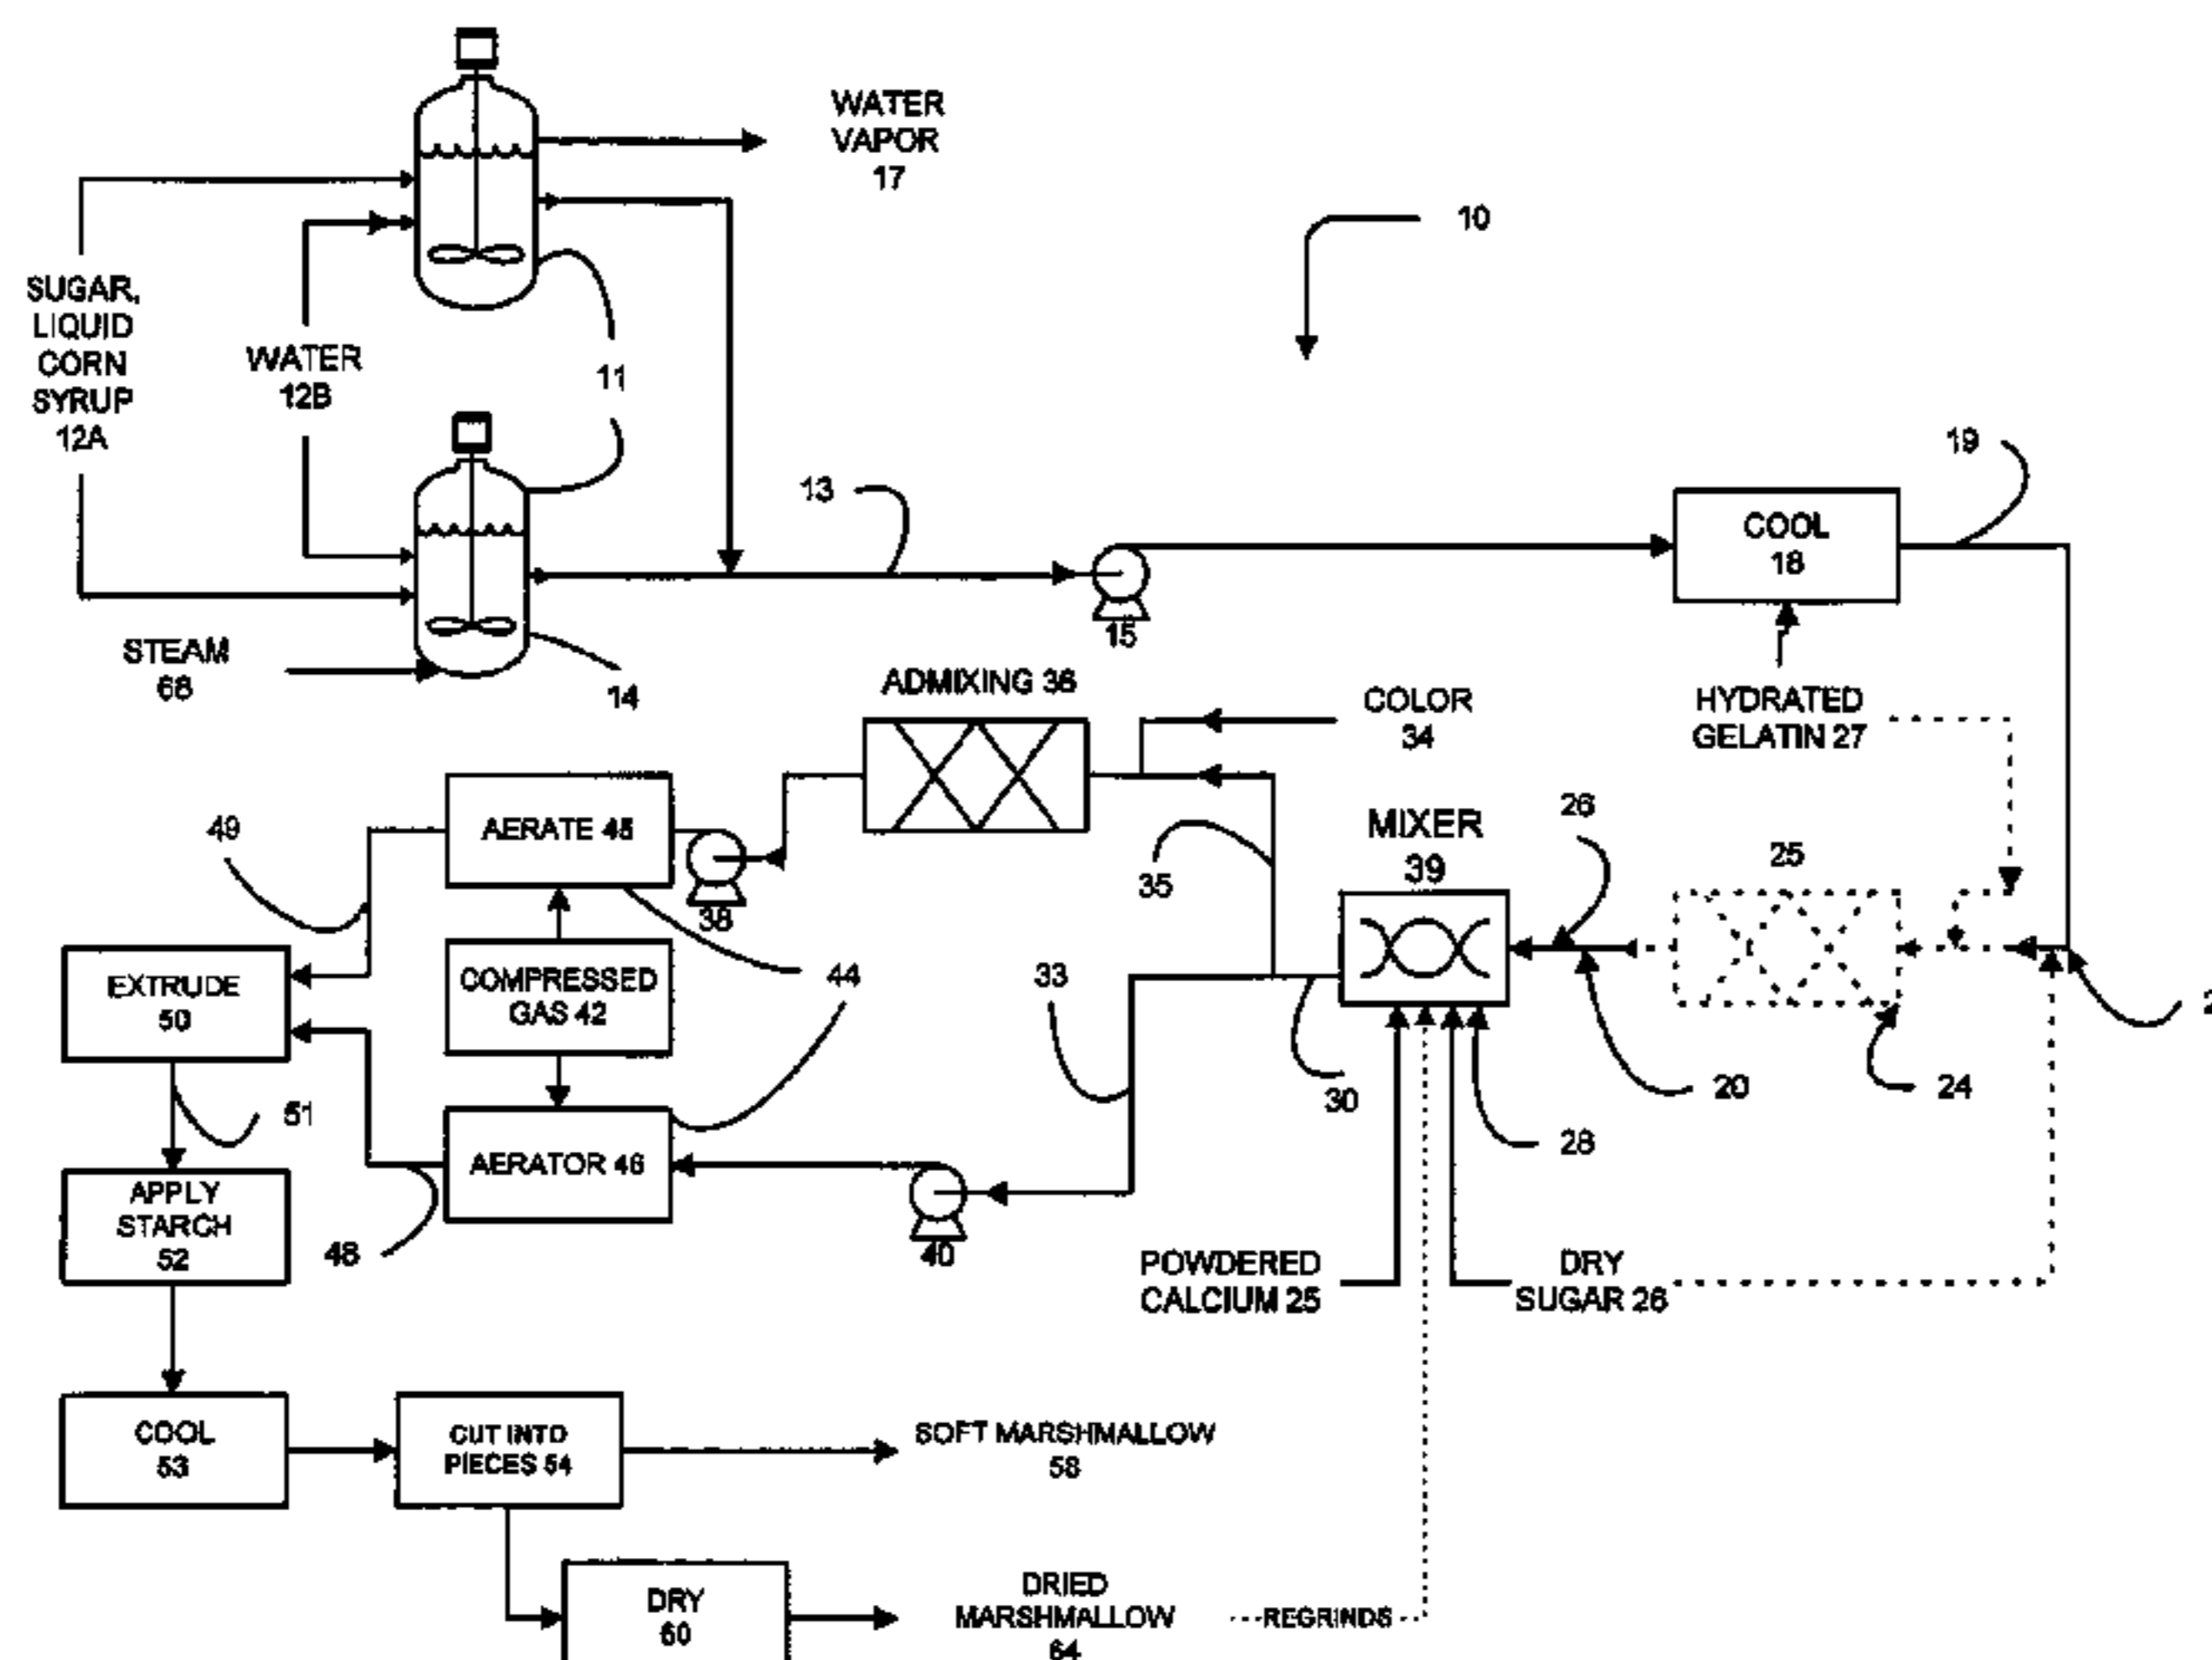 WATER
VAPOR
17
10
SUGAR,
LIQUID
CORN
SYRUP
12A
WATER
12B
11
13
19
COOL
18
15
STEAM
68
14
ADMIXING 36
COLOR
34
HYDRATED
GELATIN 27
49
AERATE 45
38
35
MIXER
39
26
25
EXTRUDE
50
COMPRESSED
GAS 42
44
33
30
20
24
2
51
28
APPLY
STARCH
52
AERATOR 46
48
40
POWDERED
CALCIUM 25
DRY
SUGAR 26
COOL
53
CUT INTO
PIECES 54
SOFT MARSHMALLOW
58
DRY
60
DRIED
MARSHMALLOW
64
REGRINDS